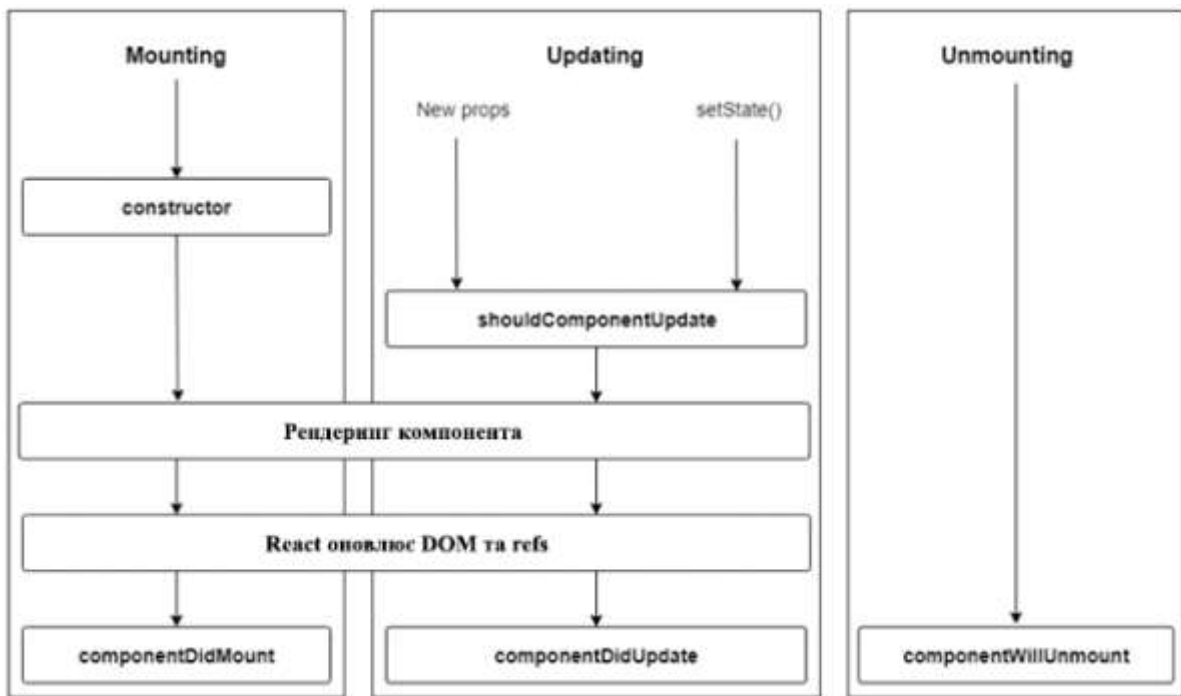 Mounting
Updating
Unmounting
New props
setState()
constructor
shouldComponentUpdate
Рендеринг компонента
React оновлює DOM та refs
componentDidMount
componentDidUpdate
componentWillUnmount